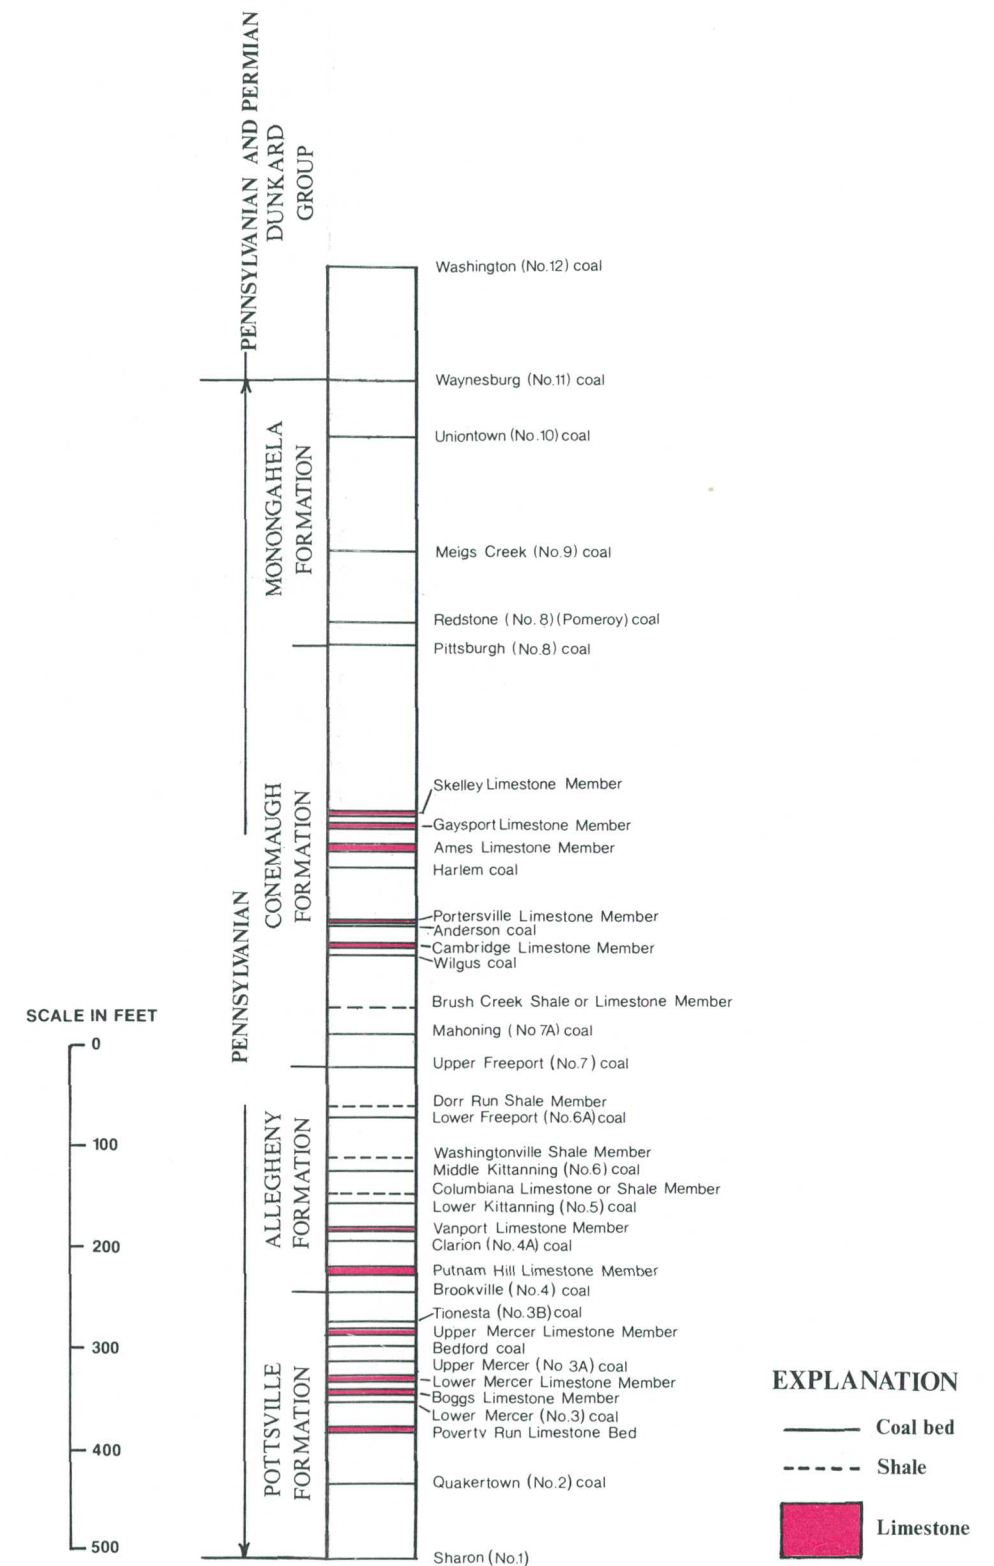 PENNSYLVANIAN AND PERMIAN
DUNKARD
GROUP
Washington (No.12) coal
Waynesburg (No.11) coal
MONONGAHELA
FORMATION
Uniontown (No.10) coal
Meigs Creek (No.9) coal
Redstone (No. 8) (Pomeroy) coal
Pittsburgh (No.8) coal
PENNSYLVANIAN
CONEMAUGH
FORMATION
Skelley Limestone Member
Gaysport Limestone Member
Ames Limestone Member
Harlem coal
Portersville Limestone Member
Anderson coal
Cambridge Limestone Member
Wilgus coal
Brush Creek Shale or Limestone Member
Mahoning (No 7A) coal
Upper Freeport (No.7) coal
ALLEGHENY
FORMATION
Dorr Run Shale Member
Lower Freeport (No.6A) coal
Washingtonville Shale Member
Middle Kittanning (No.6) coal
Columbiana Limestone or Shale Member
Lower Kittanning (No.5) coal
Vanport Limestone Member
Clarion (No.4A) coal
Putnam Hill Limestone Member
Brookville (No.4) coal
POTTSVILLE
FORMATION
Tionesta (No.3B) coal
Upper Mercer Limestone Member
Bedford coal
Upper Mercer (No 3A) coal
Lower Mercer Limestone Member
Boggs Limestone Member
Lower Mercer (No.3) coal
Poverty Run Limestone Bed
Quakertown (No.2) coal
Sharon (No.1)
SCALE IN FEET
0
100
200
300
400
500
EXPLANATION
Coal bed
Shale
Limestone